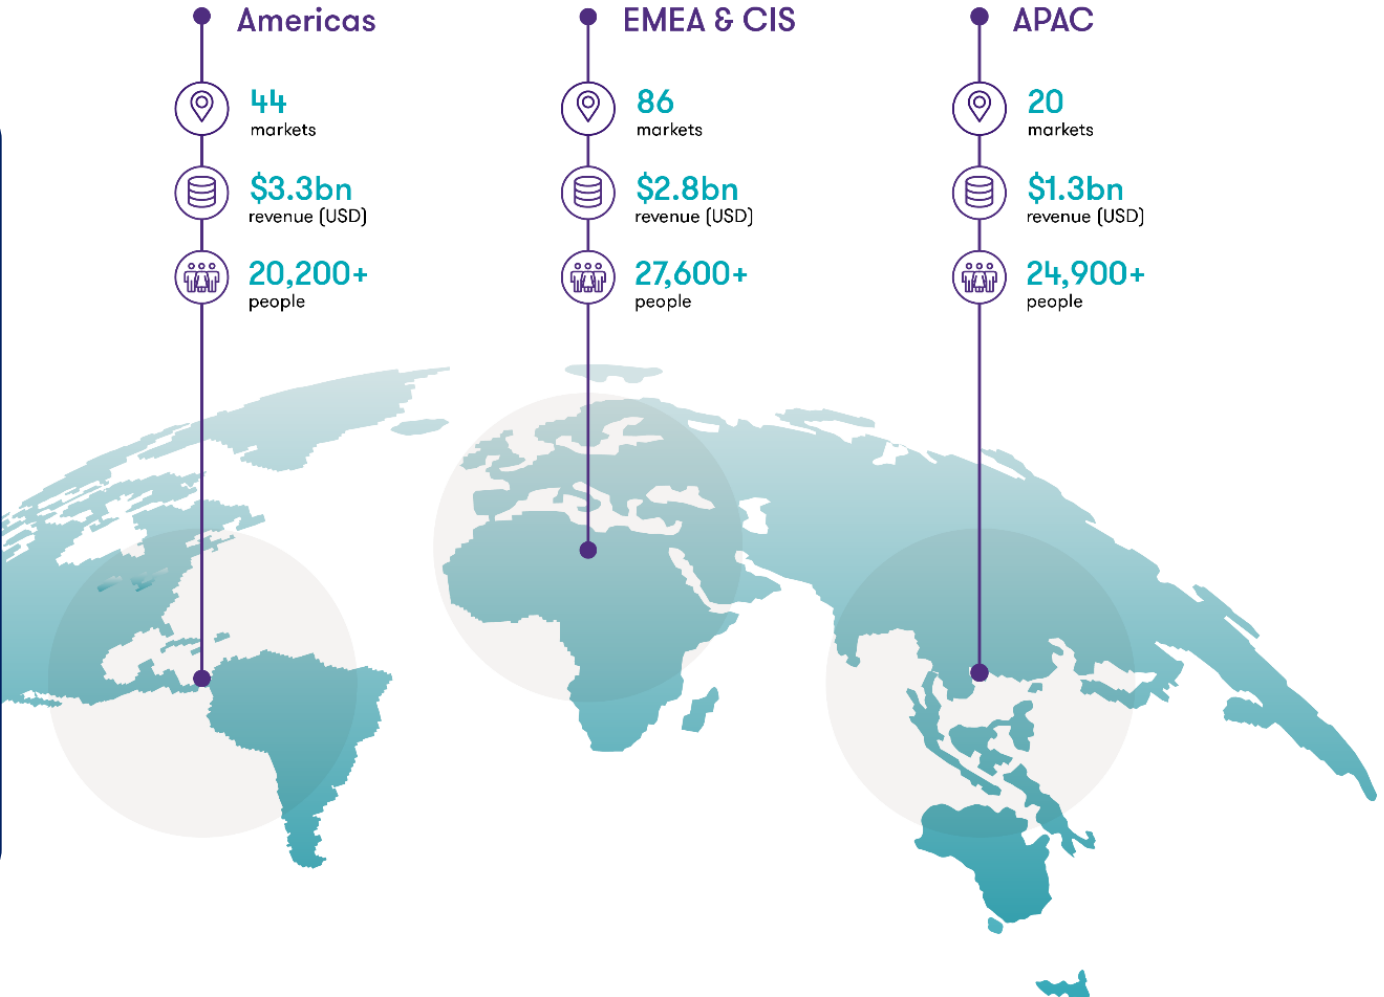 Americas
44
markets
$3.3bn
revenue (USD)
20,200+
people
EMEA & CIS
86
markets
$2.8bn
revenue (USD)
27,600+
people
APAC
20
markets
$1.3bn
revenue (USD)
24,900+
people